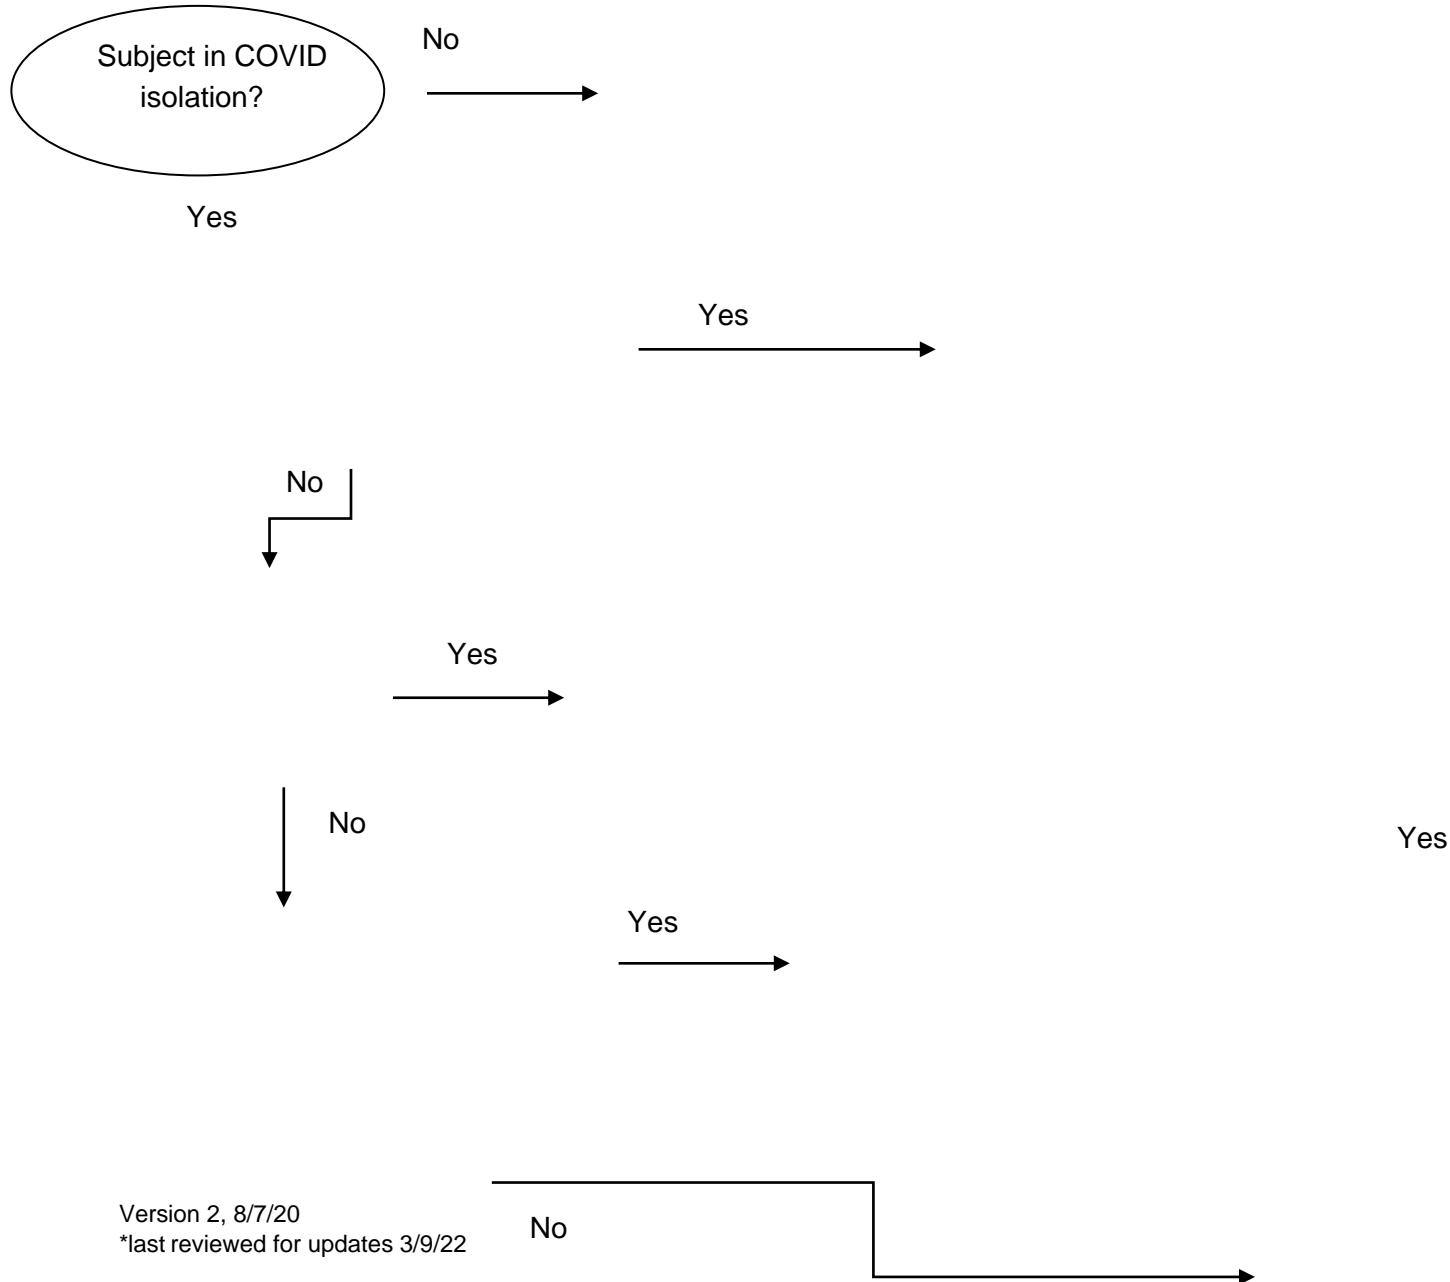 Subject in COVID
isolation?
No
Yes
Yes
No
Yes
No
Yes
Yes
Version 2, 8/7/20
*last reviewed for updates 3/9/22
No